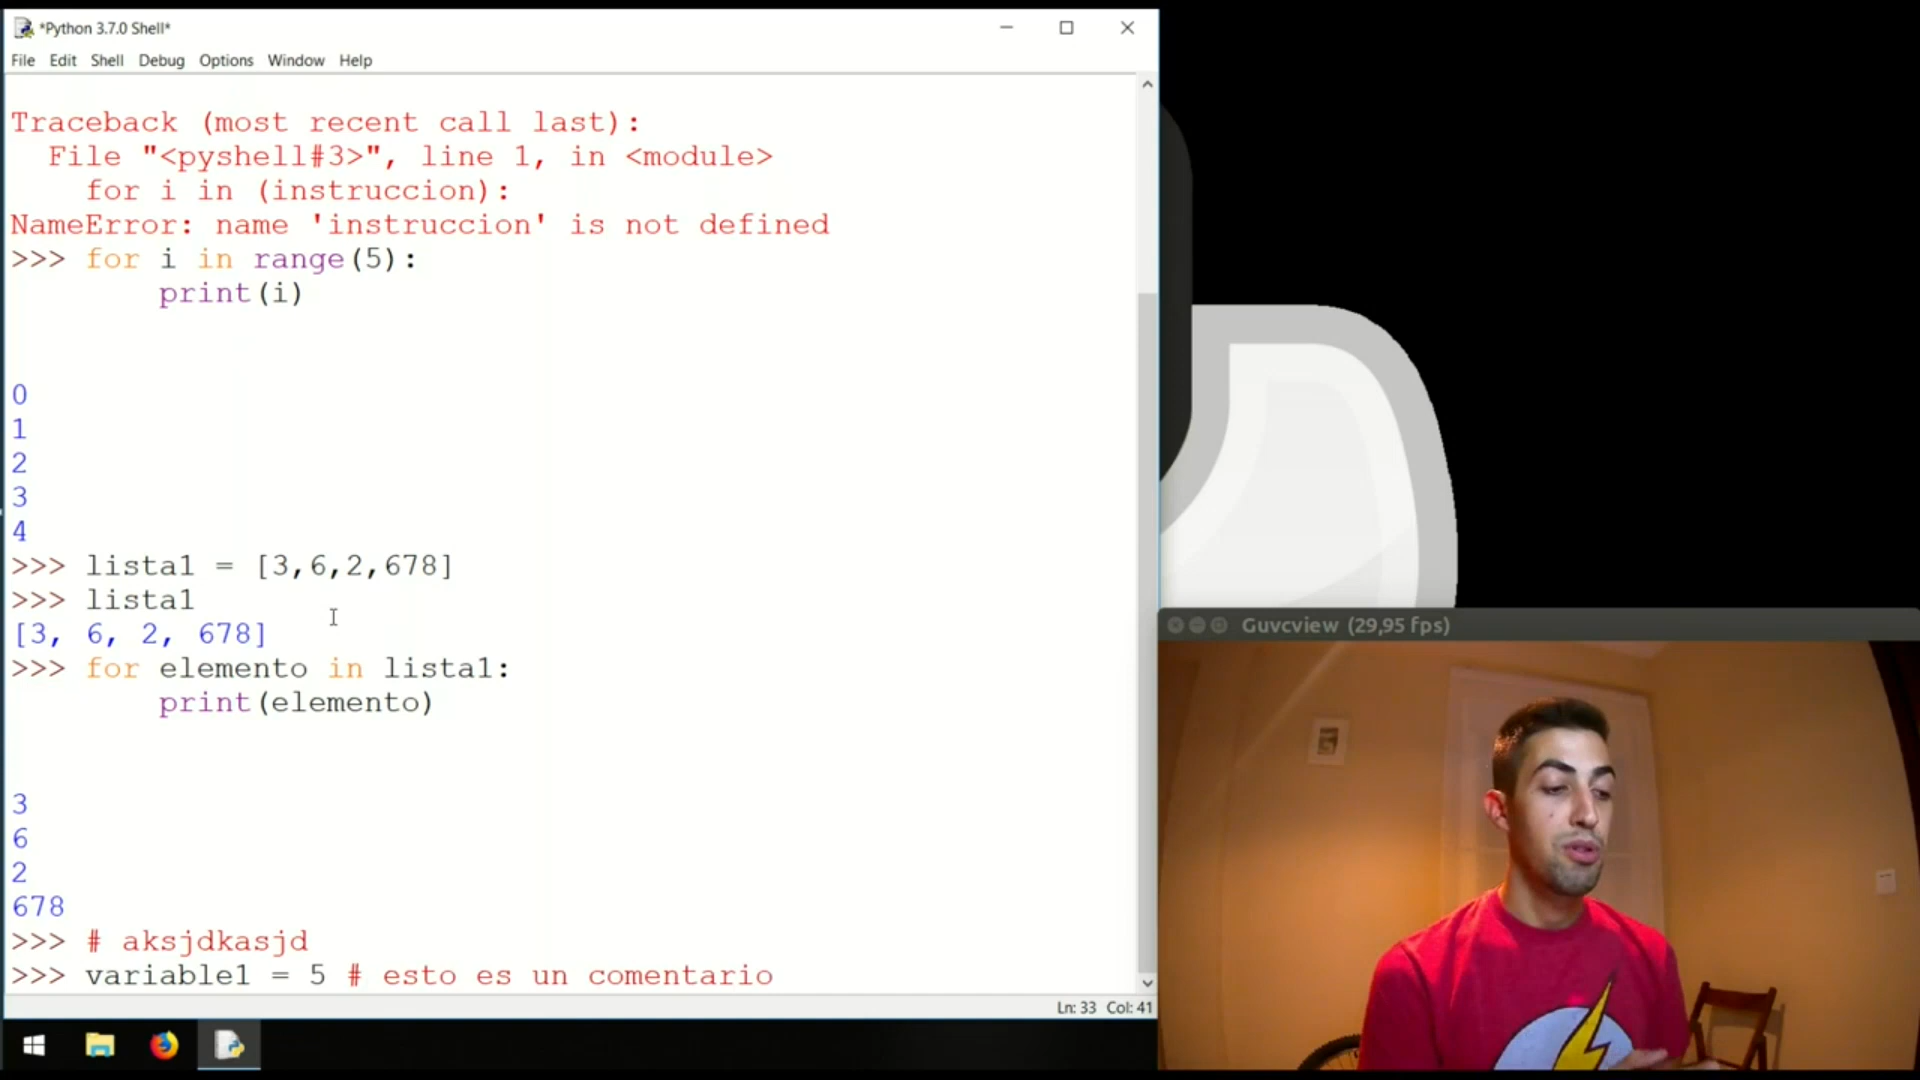 *Python 3.7.0 Shell*
File Edit Shell Debug Options Window Help
Traceback (most recent call last):
  File "<pyshell#3>", line 1, in <module>
    for i in (instruccion):
NameError: name 'instruccion' is not defined
>>> for i in range(5):
        print(i)
0
1
2
3
4
>>> lista1 = [3,6,2,678]
>>> lista1
[3, 6, 2, 678]
>>> for elemento in lista1:
        print(elemento)
3
6
2
678
>>> # aksjdkasjd
>>> variable1 = 5 # esto es un comentario
Ln: 33 Col: 41
Guvcview (29,95 fps)